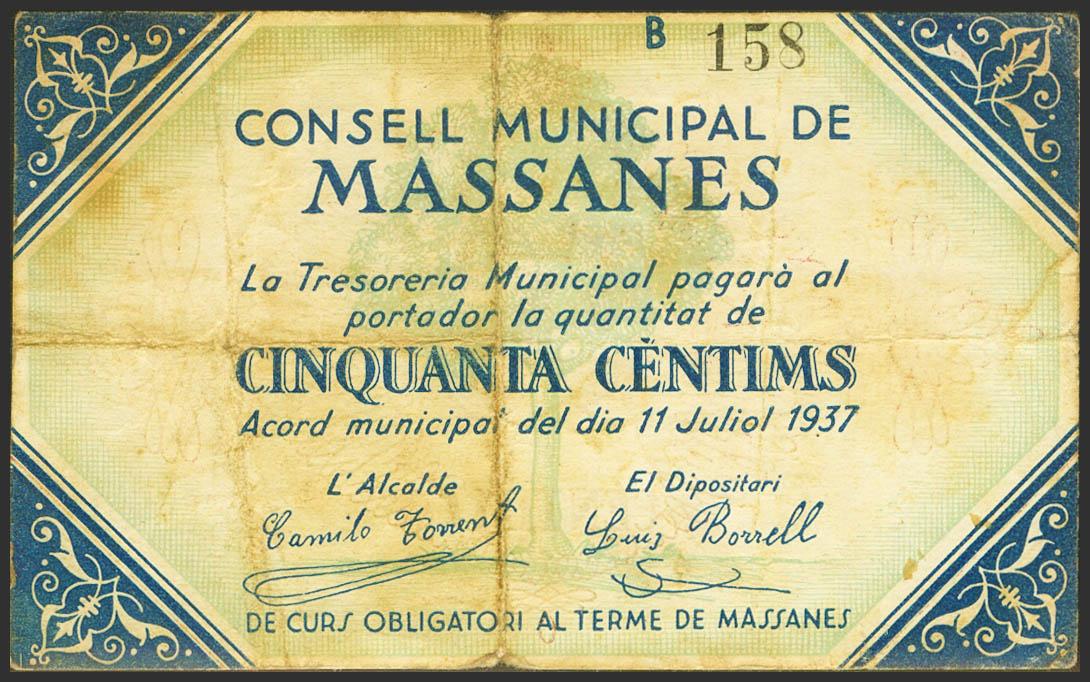 B 158
CONSELL MUNICIPAL DE
MASSANES
La Tresoreria Municipal pagarà al
portador la quantitat de
CINQUANTA CÈNTIMS
Acord municipal del dia 11 Juliol 1937
L'Alcalde El Dipositari
Camilo Torrent Luiz Borrell
DE CURS OBLIGATORI AL TERME DE MASSANES